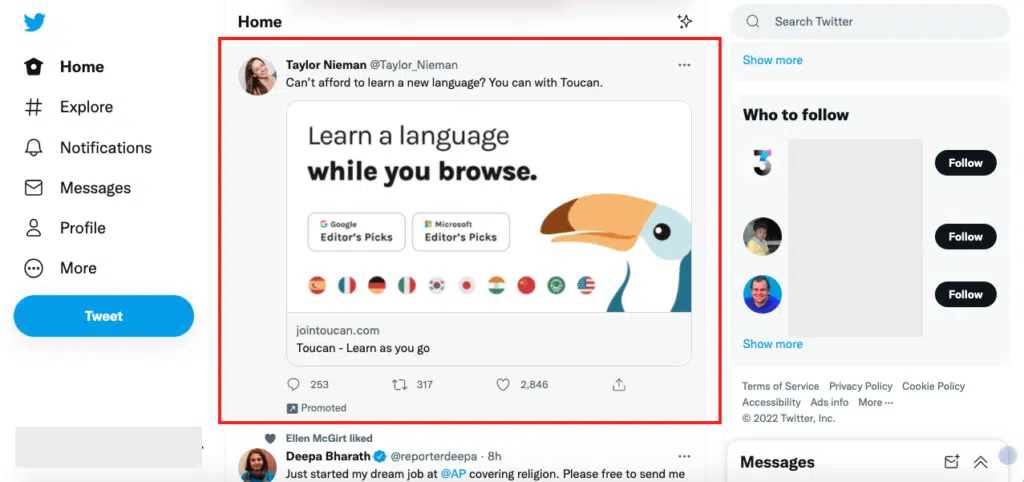 Home
Explore
Notifications
Messages
Profile
More
Tweet
Home
Taylor Nieman @Taylor_Nieman
Can't afford to learn a new language? You can with Toucan.
Learn a language
while you browse.
Google
Editor's Picks
Microsoft
Editor's Picks
jointoucan.com
Toucan - Learn as you go
253 317 2,846
Promoted
Ellen McGirt liked
Deepa Bharath @reporterdeepa · 8h
Just started my dream job at @AP covering religion. Please free to send me
Search Twitter
Show more
Who to follow
3
Follow
Follow
Follow
Show more
Terms of Service Privacy Policy Cookie Policy
Accessibility Ads info More ···
© 2022 Twitter, Inc.
Messages